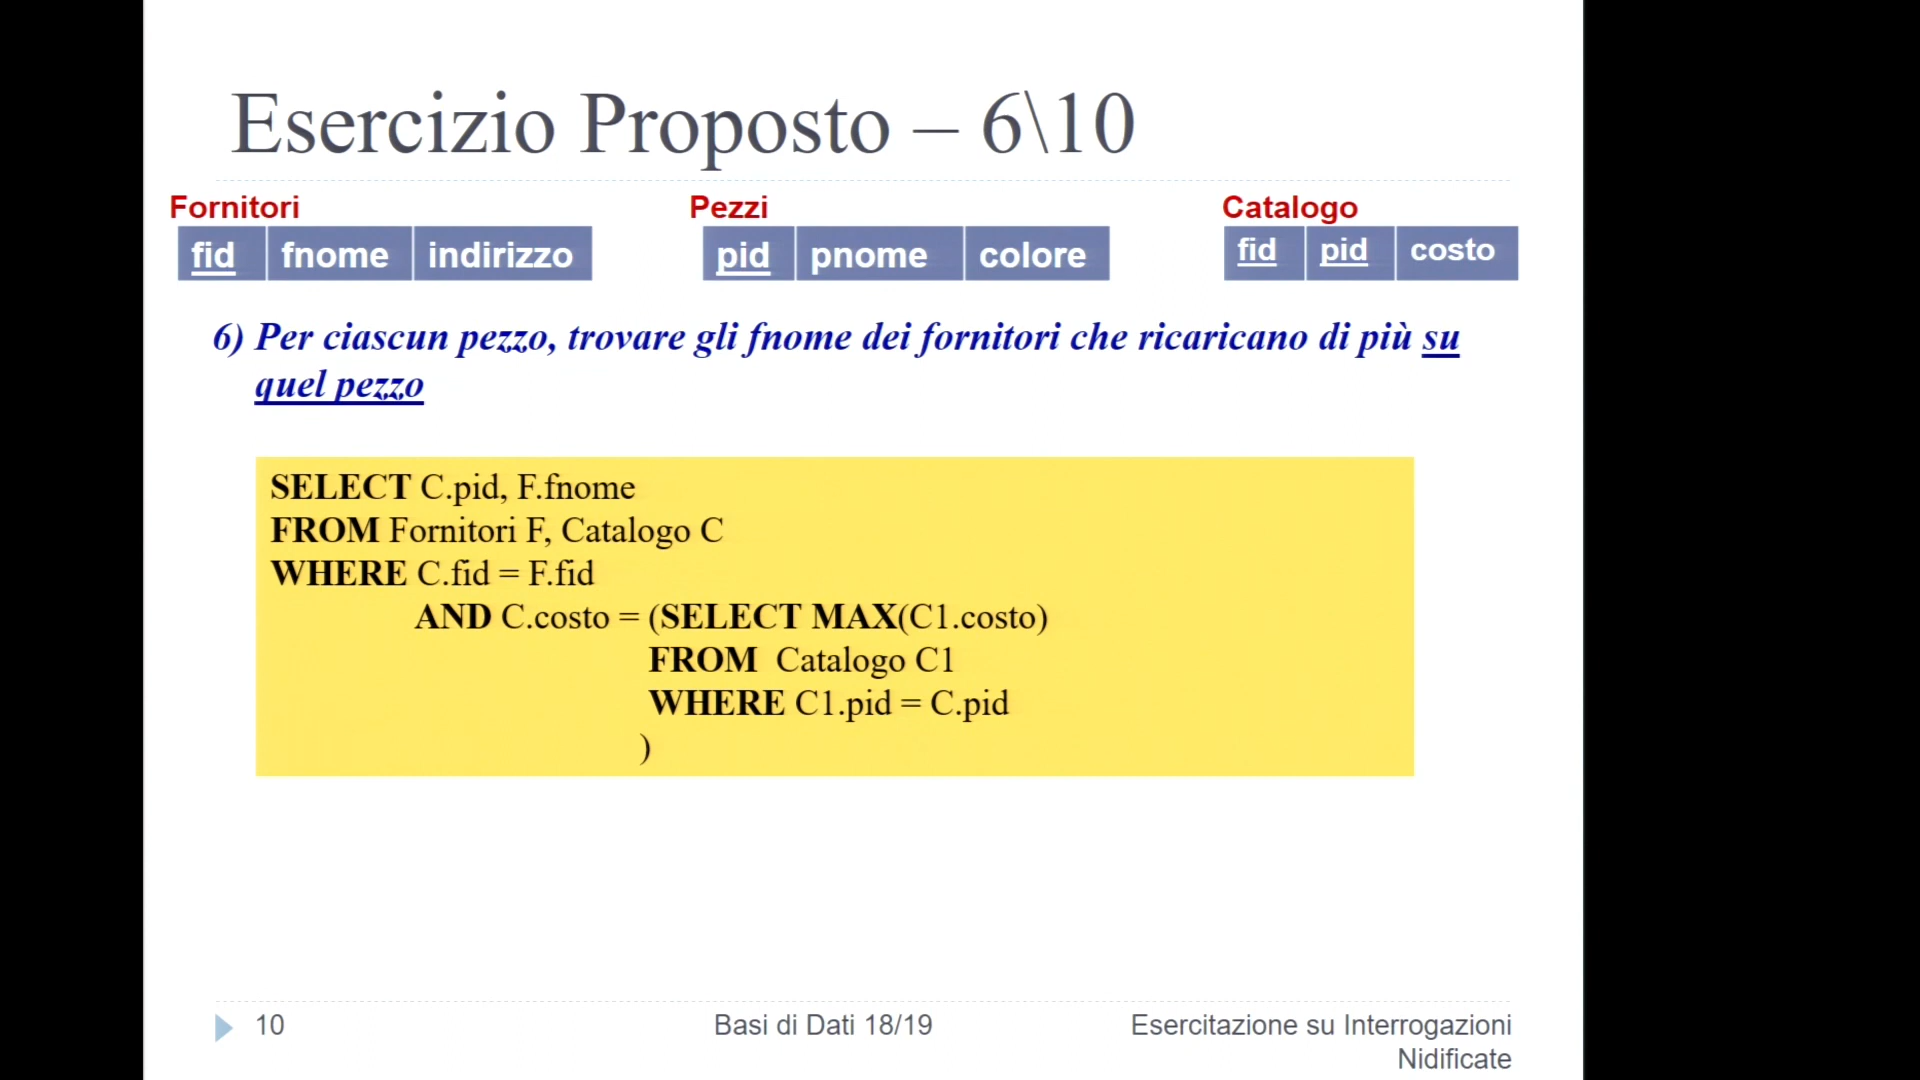 Esercizio Proposto – 6\10
Fornitori
fid fnome indirizzo
Pezzi
pid pnome colore
Catalogo
fid pid costo
6) Per ciascun pezzo, trovare gli fnome dei fornitori che ricaricano di più su
quel pezzo
SELECT C.pid, F.fnome
FROM Fornitori F, Catalogo C
WHERE C.fid = F.fid
AND C.costo = (SELECT MAX(C1.costo)
FROM Catalogo C1
WHERE C1.pid = C.pid
)
10
Basi di Dati 18/19
Esercitazione su Interrogazioni
Nidificate